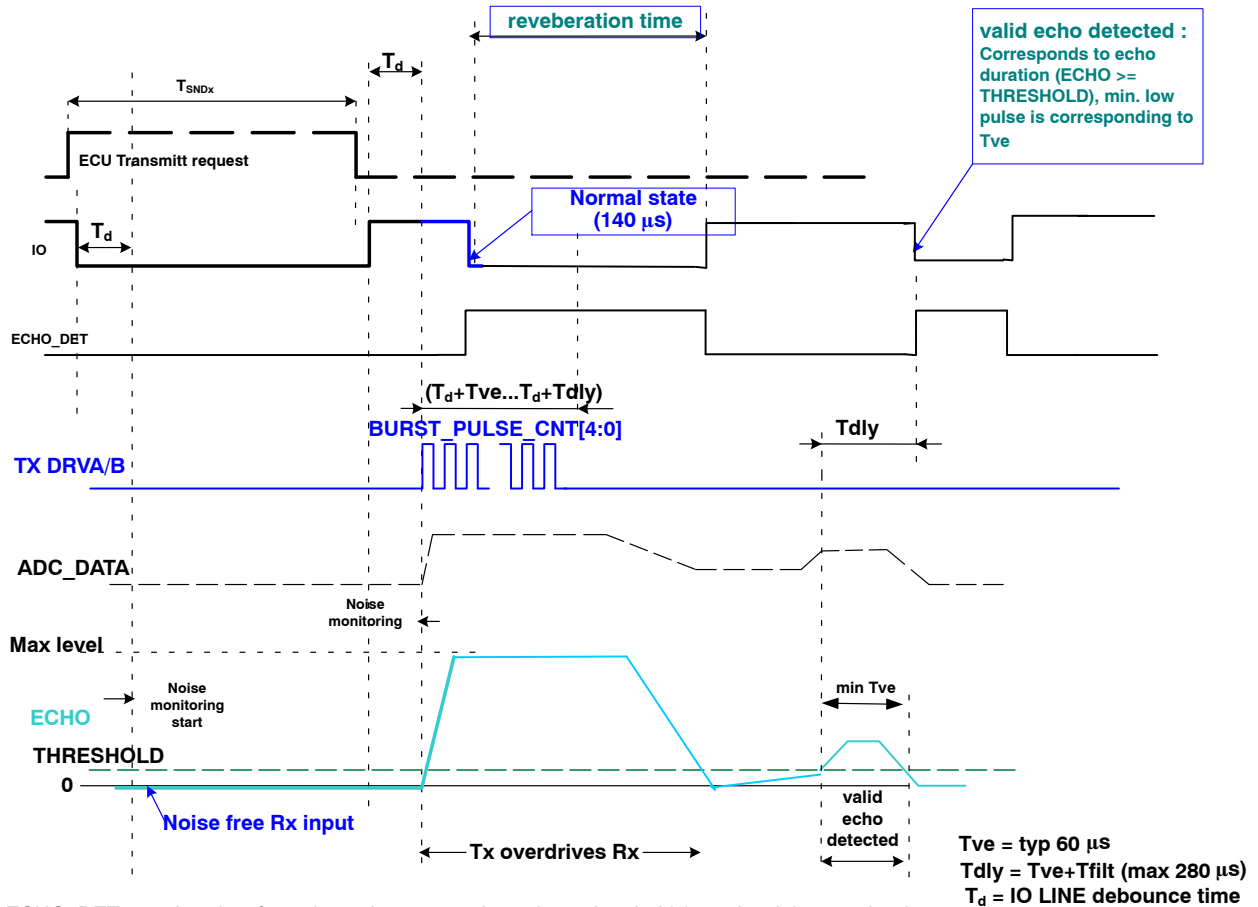 reveberation time
valid echo detected :
Corresponds to echo
duration (ECHO >=
THRESHOLD), min. low
pulse is corresponding to
Tve
Td
TSNDx
ECU Transmitt request
Normal state
(140 μs)
IO
Td
ECHO_DET
(Td+Tve...Td+Tdly)
BURST_PULSE_CNT[4:0]
Tdly
TX DRVA/B
ADC_DATA
Noise
monitoring
Max level
Noise
monitoring
start
min Tve
ECHO
THRESHOLD
0
Noise free Rx input
valid
echo
detected
Tx overdrives Rx
Tve = typ 60 μs
Tdly = Tve+Tfilt (max 280 μs)
Td = IO LINE debounce time